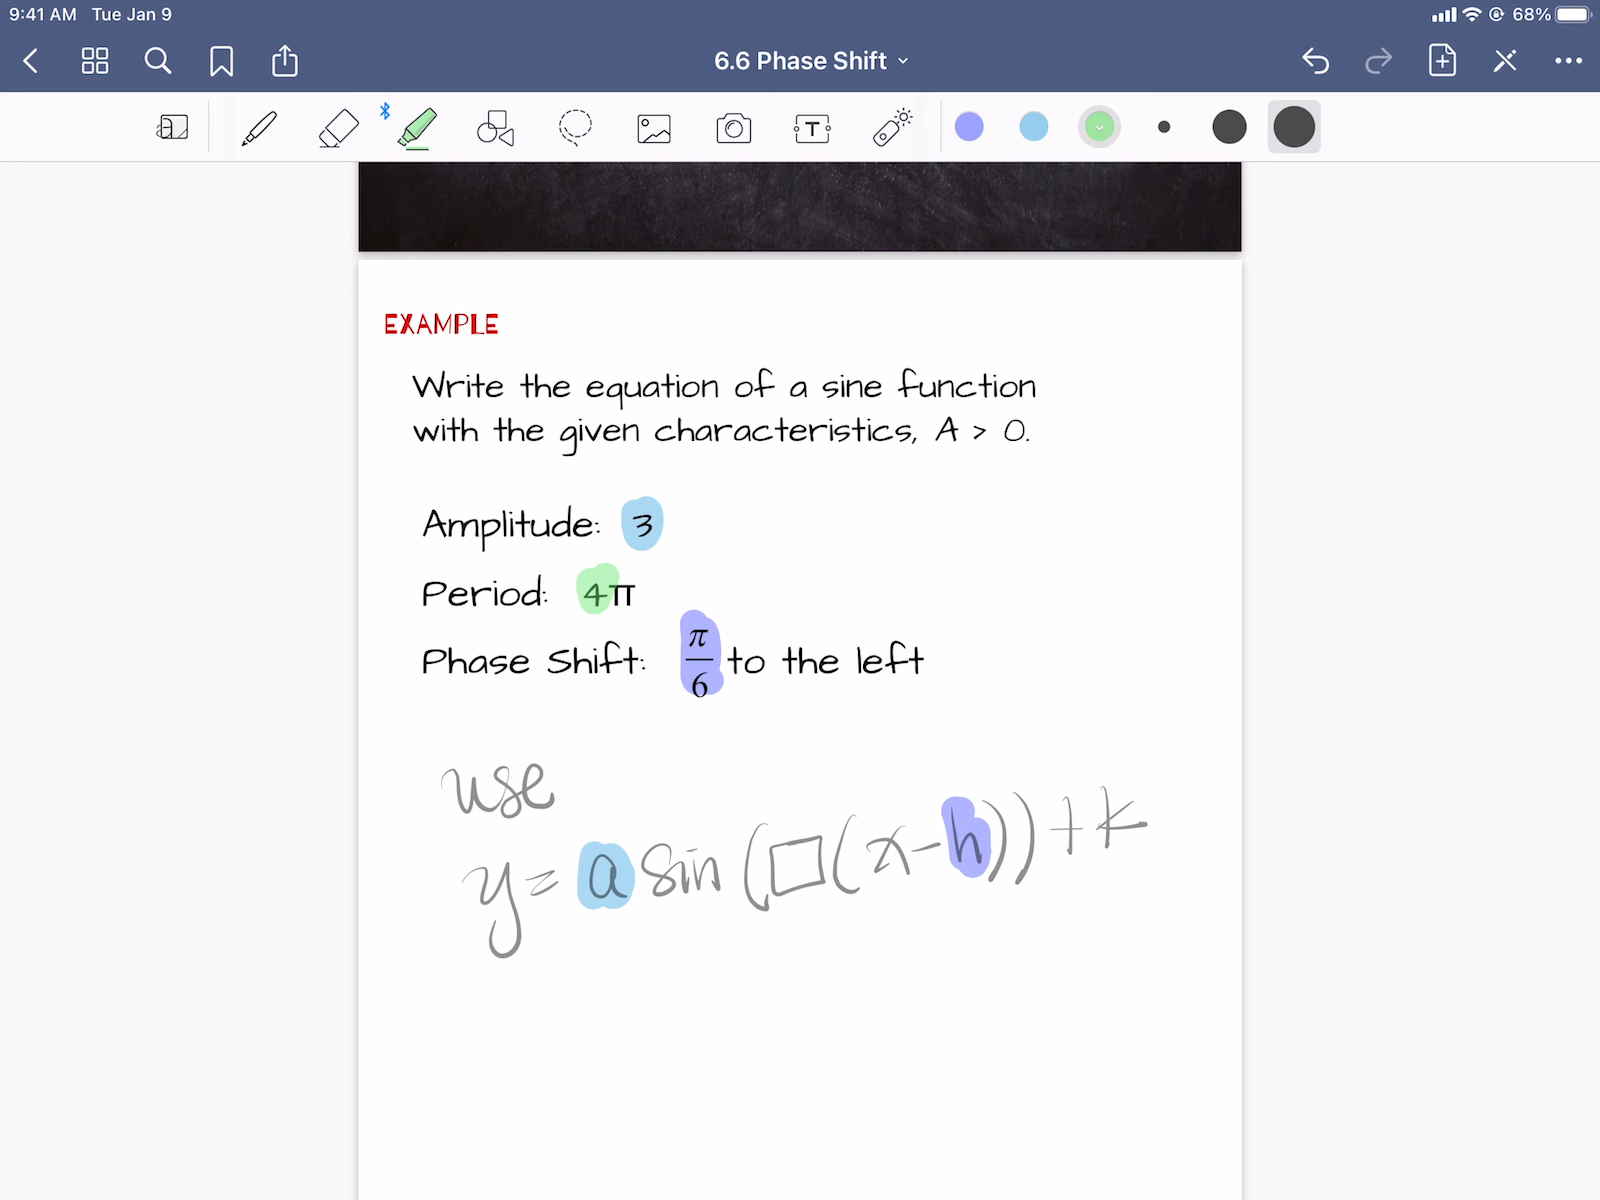 9:41 AM Tue Jan 9 68%
6.6 Phase Shift
EXAMPLE
Write the equation of a sine function
with the given characteristics, A > 0.
Amplitude: 3
Period: 4π
Phase Shift: π/6 to the left
use
y = a sin (□(x-h)) + k